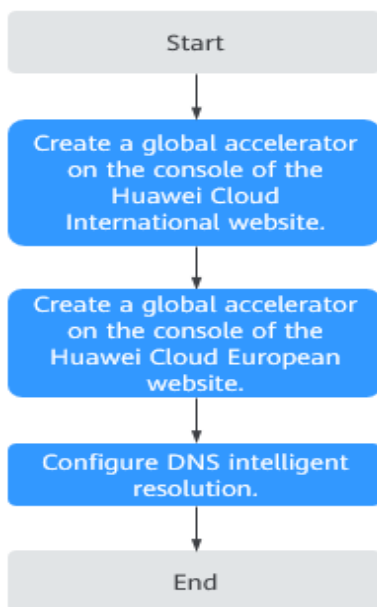 Start
Create a global accelerator
on the console of the
Huawei Cloud
International website.
Create a global accelerator
on the console of the
Huawei Cloud European
website.
Configure DNS intelligent
resolution.
End